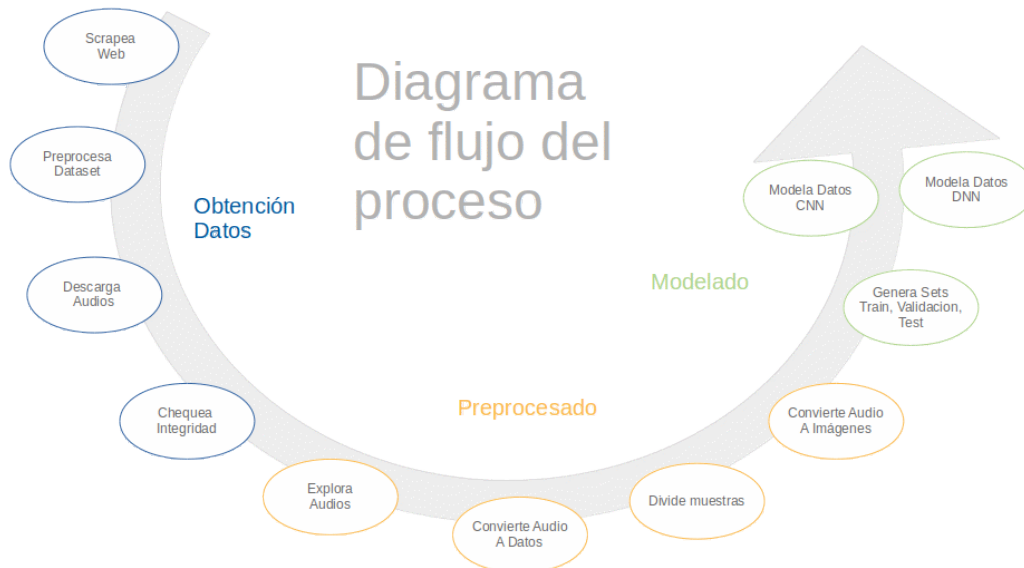 Diagrama
de flujo del
proceso
Scrapea
Web
Preprocesa
Dataset
Obtención
Datos
Descarga
Audios
Chequea
Integridad
Preprocesado
Explora
Audios
Convierte Audio
A Datos
Divide muestras
Convierte Audio
A Imágenes
Modelado
Genera Sets
Train, Validacion,
Test
Modela Datos
CNN
Modela Datos
DNN